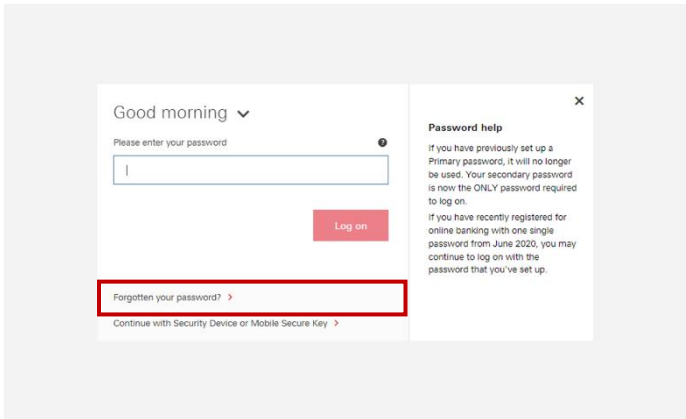 Good morning
Please enter your password
Log on
Forgotten your password?
Continue with Security Device or Mobile Secure Key
Password help
If you have previously set up a
Primary password, it will no longer
be used. Your secondary password
is now the ONLY password required
to log on.
If you have recently registered for
online banking with one single
password from June 2020, you may
continue to log on with the
password that you've set up.